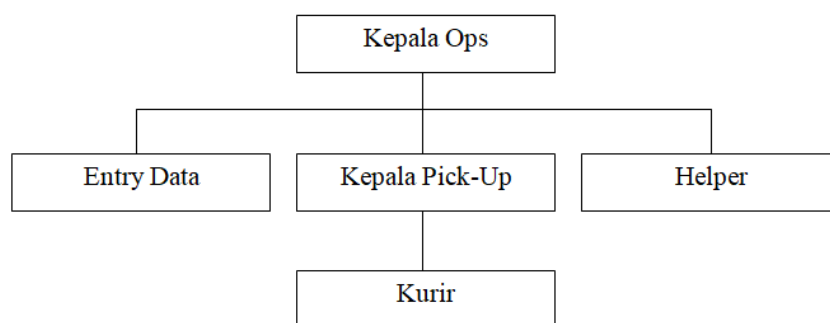 Kepala Ops
Entry Data
Kepala Pick-Up
Helper
Kurir